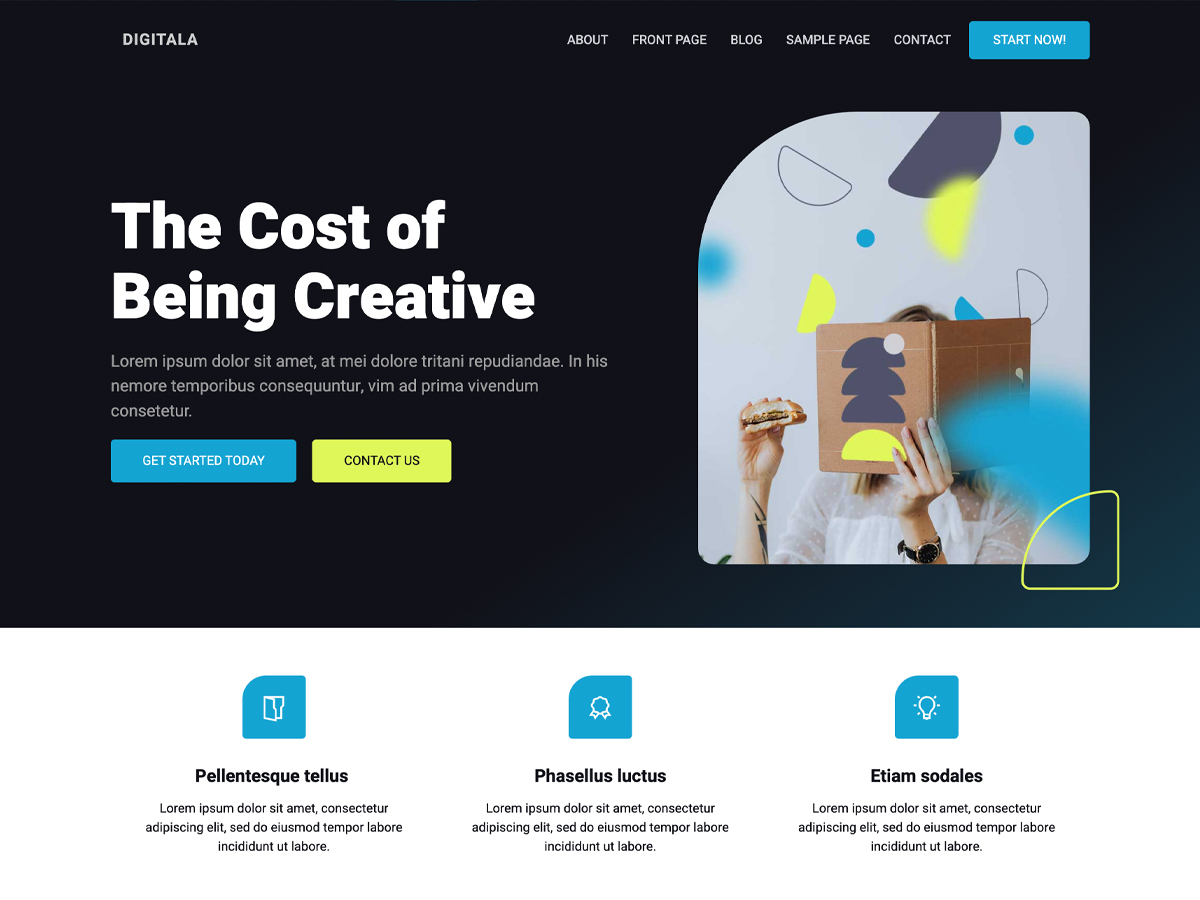 DIGITALA
ABOUT FRONT PAGE BLOG SAMPLE PAGE CONTACT START NOW!
The Cost of
Being Creative
Lorem ipsum dolor sit amet, at mei dolore tritani repudiandae. In his
nemore temporibus consequuntur, vim ad prima vivendum
consetetur.
GET STARTED TODAY CONTACT US
Pellentesque tellus
Lorem ipsum dolor sit amet, consectetur
adipiscing elit, sed do eiusmod tempor labore
incididunt ut labore.
Phasellus luctus
Lorem ipsum dolor sit amet, consectetur
adipiscing elit, sed do eiusmod tempor labore
incididunt ut labore.
Etiam sodales
Lorem ipsum dolor sit amet, consectetur
adipiscing elit, sed do eiusmod tempor labore
incididunt ut labore.